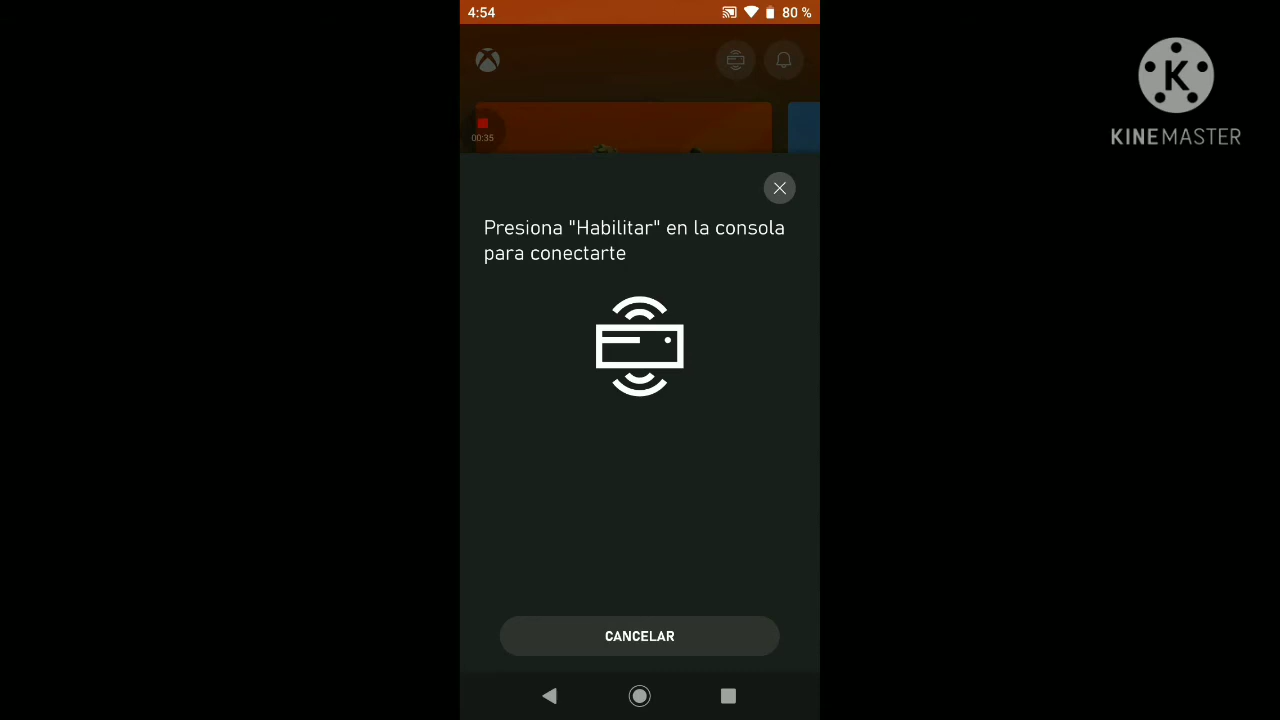 4:54
80 %
KINEMASTER
00:35
Presiona "Habilitar" en la consola
para conectarte
CANCELAR